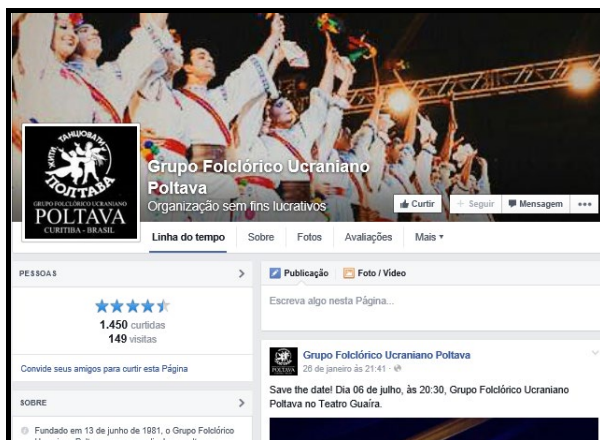 ЖИТИ ТАНЦЮВАТИ
ПОЛТАВА
GRUPO FOLCLÓRICO UCRANIANO
POLTAVA
CURITIBA - BRASIL
Grupo Folclórico Ucraniano
Poltava
Organização sem fins lucrativos
Curtir
Seguir
Mensagem
Linha do tempo Sobre Fotos Avaliações Mais
PESSOAS
1.450 curtidas
149 visitas
Convide seus amigos para curtir esta Página
SOBRE
Fundado em 13 de junho de 1981, o Grupo Folclórico
Publicação Foto / Vídeo
Escreva algo nesta Página...
POLTAVA
Grupo Folclórico Ucraniano Poltava
26 de janeiro às 21:41 ·
Save the date! Dia 06 de julho, às 20:30, Grupo Folclórico Ucraniano
Poltava no Teatro Guaíra.